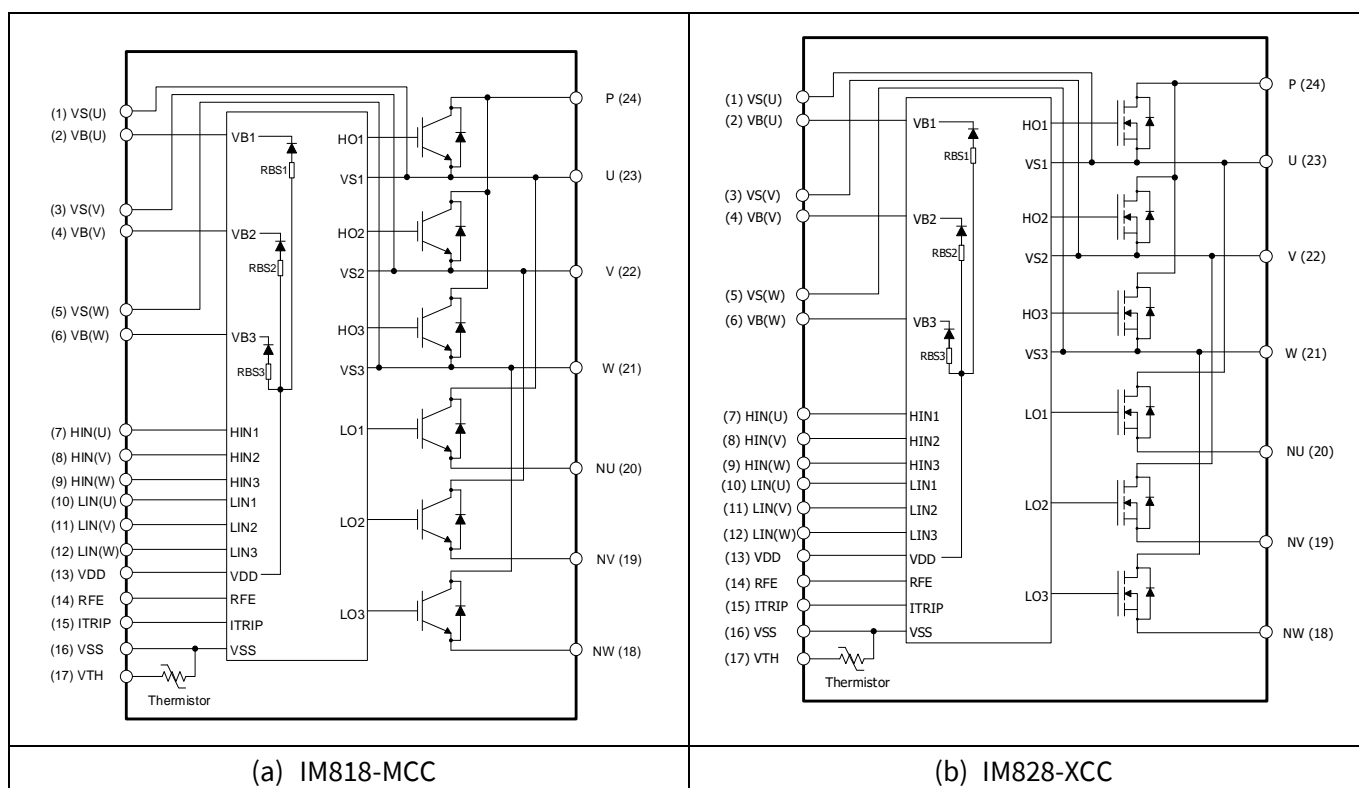 (1) VS(U)
(2) VB(U)
(3) VS(V)
(4) VB(V)
(5) VS(W)
(6) VB(W)
(7) HIN(U)
(8) HIN(V)
(9) HIN(W)
(10) LIN(U)
(11) LIN(V)
(12) LIN(W)
(13) VDD
(14) RFE
(15) ITRIP
(16) VSS
(17) VTH
Thermistor
VB1
RBS1
VB2
RBS2
VB3
RBS3
HIN1
HIN2
HIN3
LIN1
LIN2
LIN3
VDD
RFE
ITRIP
VSS
HO1
VS1
HO2
VS2
HO3
VS3
LO1
LO2
LO3
P (24)
U (23)
V (22)
W (21)
NU (20)
NV (19)
NW (18)
(a) IM818-MCC
(1) VS(U)
(2) VB(U)
(3) VS(V)
(4) VB(V)
(5) VS(W)
(6) VB(W)
(7) HIN(U)
(8) HIN(V)
(9) HIN(W)
(10) LIN(U)
(11) LIN(V)
(12) LIN(W)
(13) VDD
(14) RFE
(15) ITRIP
(16) VSS
(17) VTH
Thermistor
VB1
RBS1
VB2
RBS2
VB3
RBS3
HIN1
HIN2
HIN3
LIN1
LIN2
LIN3
VDD
RFE
ITRIP
VSS
HO1
VS1
HO2
VS2
HO3
VS3
LO1
LO2
LO3
P (24)
U (23)
V (22)
W (21)
NU (20)
NV (19)
NW (18)
(b) IM828-XCC